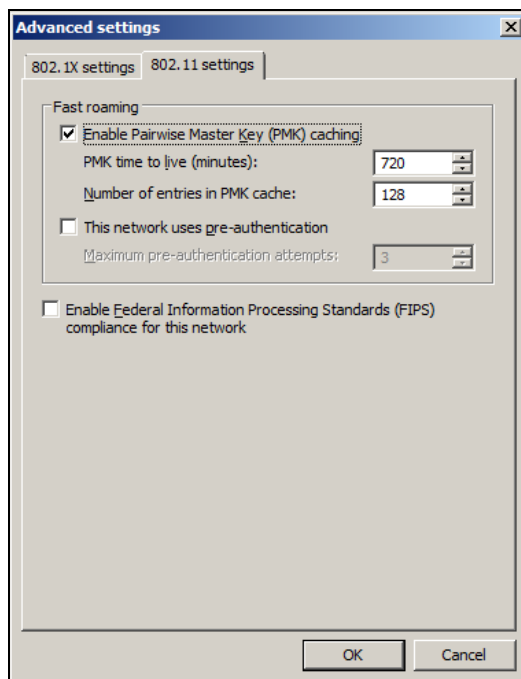 Advanced settings
802.1X settings 802.11 settings
Fast roaming
Enable Pairwise Master Key (PMK) caching
PMK time to live (minutes): 720
Number of entries in PMK cache: 128
This network uses pre-authentication
Maximum pre-authentication attempts: 3
Enable Federal Information Processing Standards (FIPS)
compliance for this network
OK Cancel